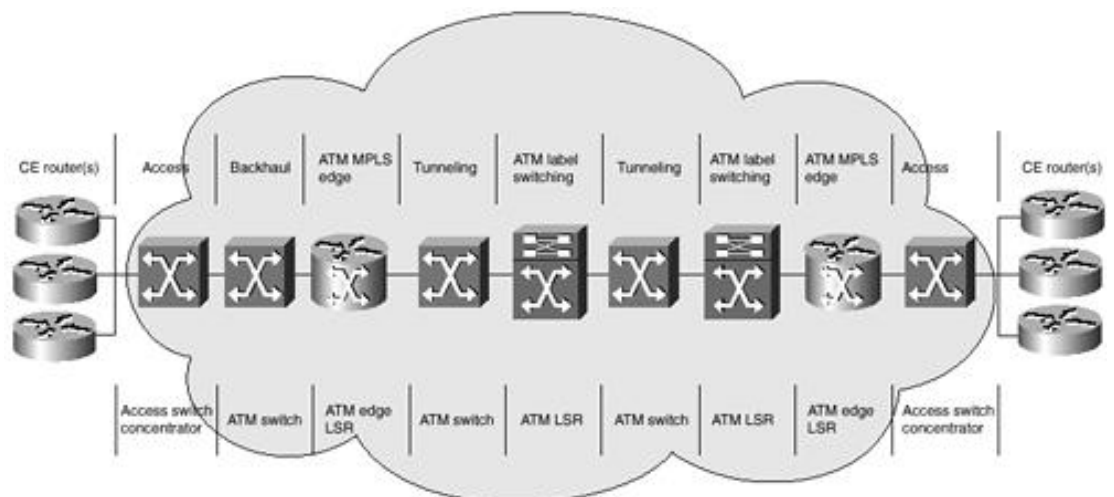 CE router(s)
Access
Backhaul
ATM MPLS
edge
Tunneling
ATM label
switching
Tunneling
ATM label
switching
ATM MPLS
edge
Access
CE router(s)
Access switch
concentrator
ATM switch
ATM edge
LSR
ATM switch
ATM LSR
ATM switch
ATM LSR
ATM edge
LSR
Access switch
concentrator